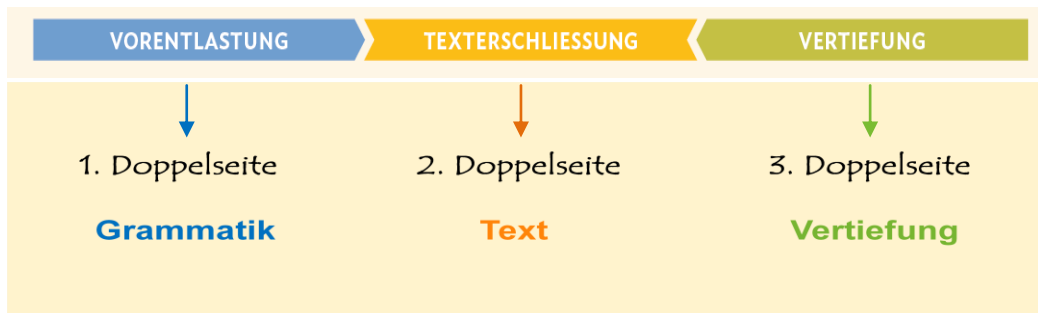 VORENTLASTUNG TEXTERSCHLIESSUNG VERTIEFUNG
1. Doppelseite 2. Doppelseite 3. Doppelseite
Grammatik Text Vertiefung